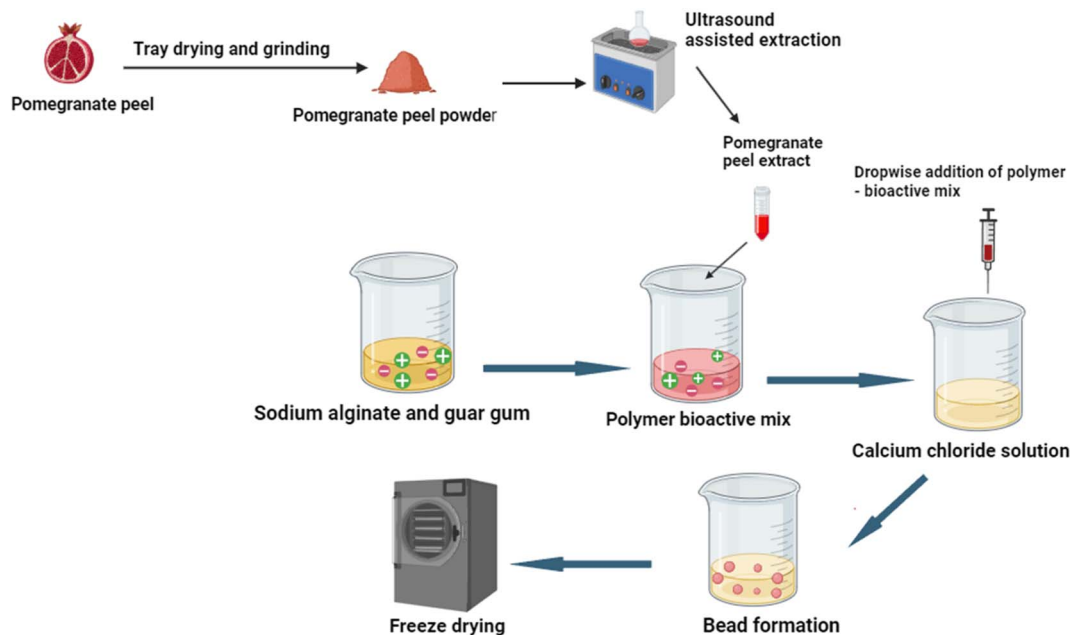 Ultrasound
assisted extraction
Tray drying and grinding
Pomegranate peel
Pomegranate peel powder
Pomegranate
peel extract
Dropwise addition of polymer
- bioactive mix
Sodium alginate and guar gum
Polymer bioactive mix
Calcium chloride solution
Freeze drying
Bead formation